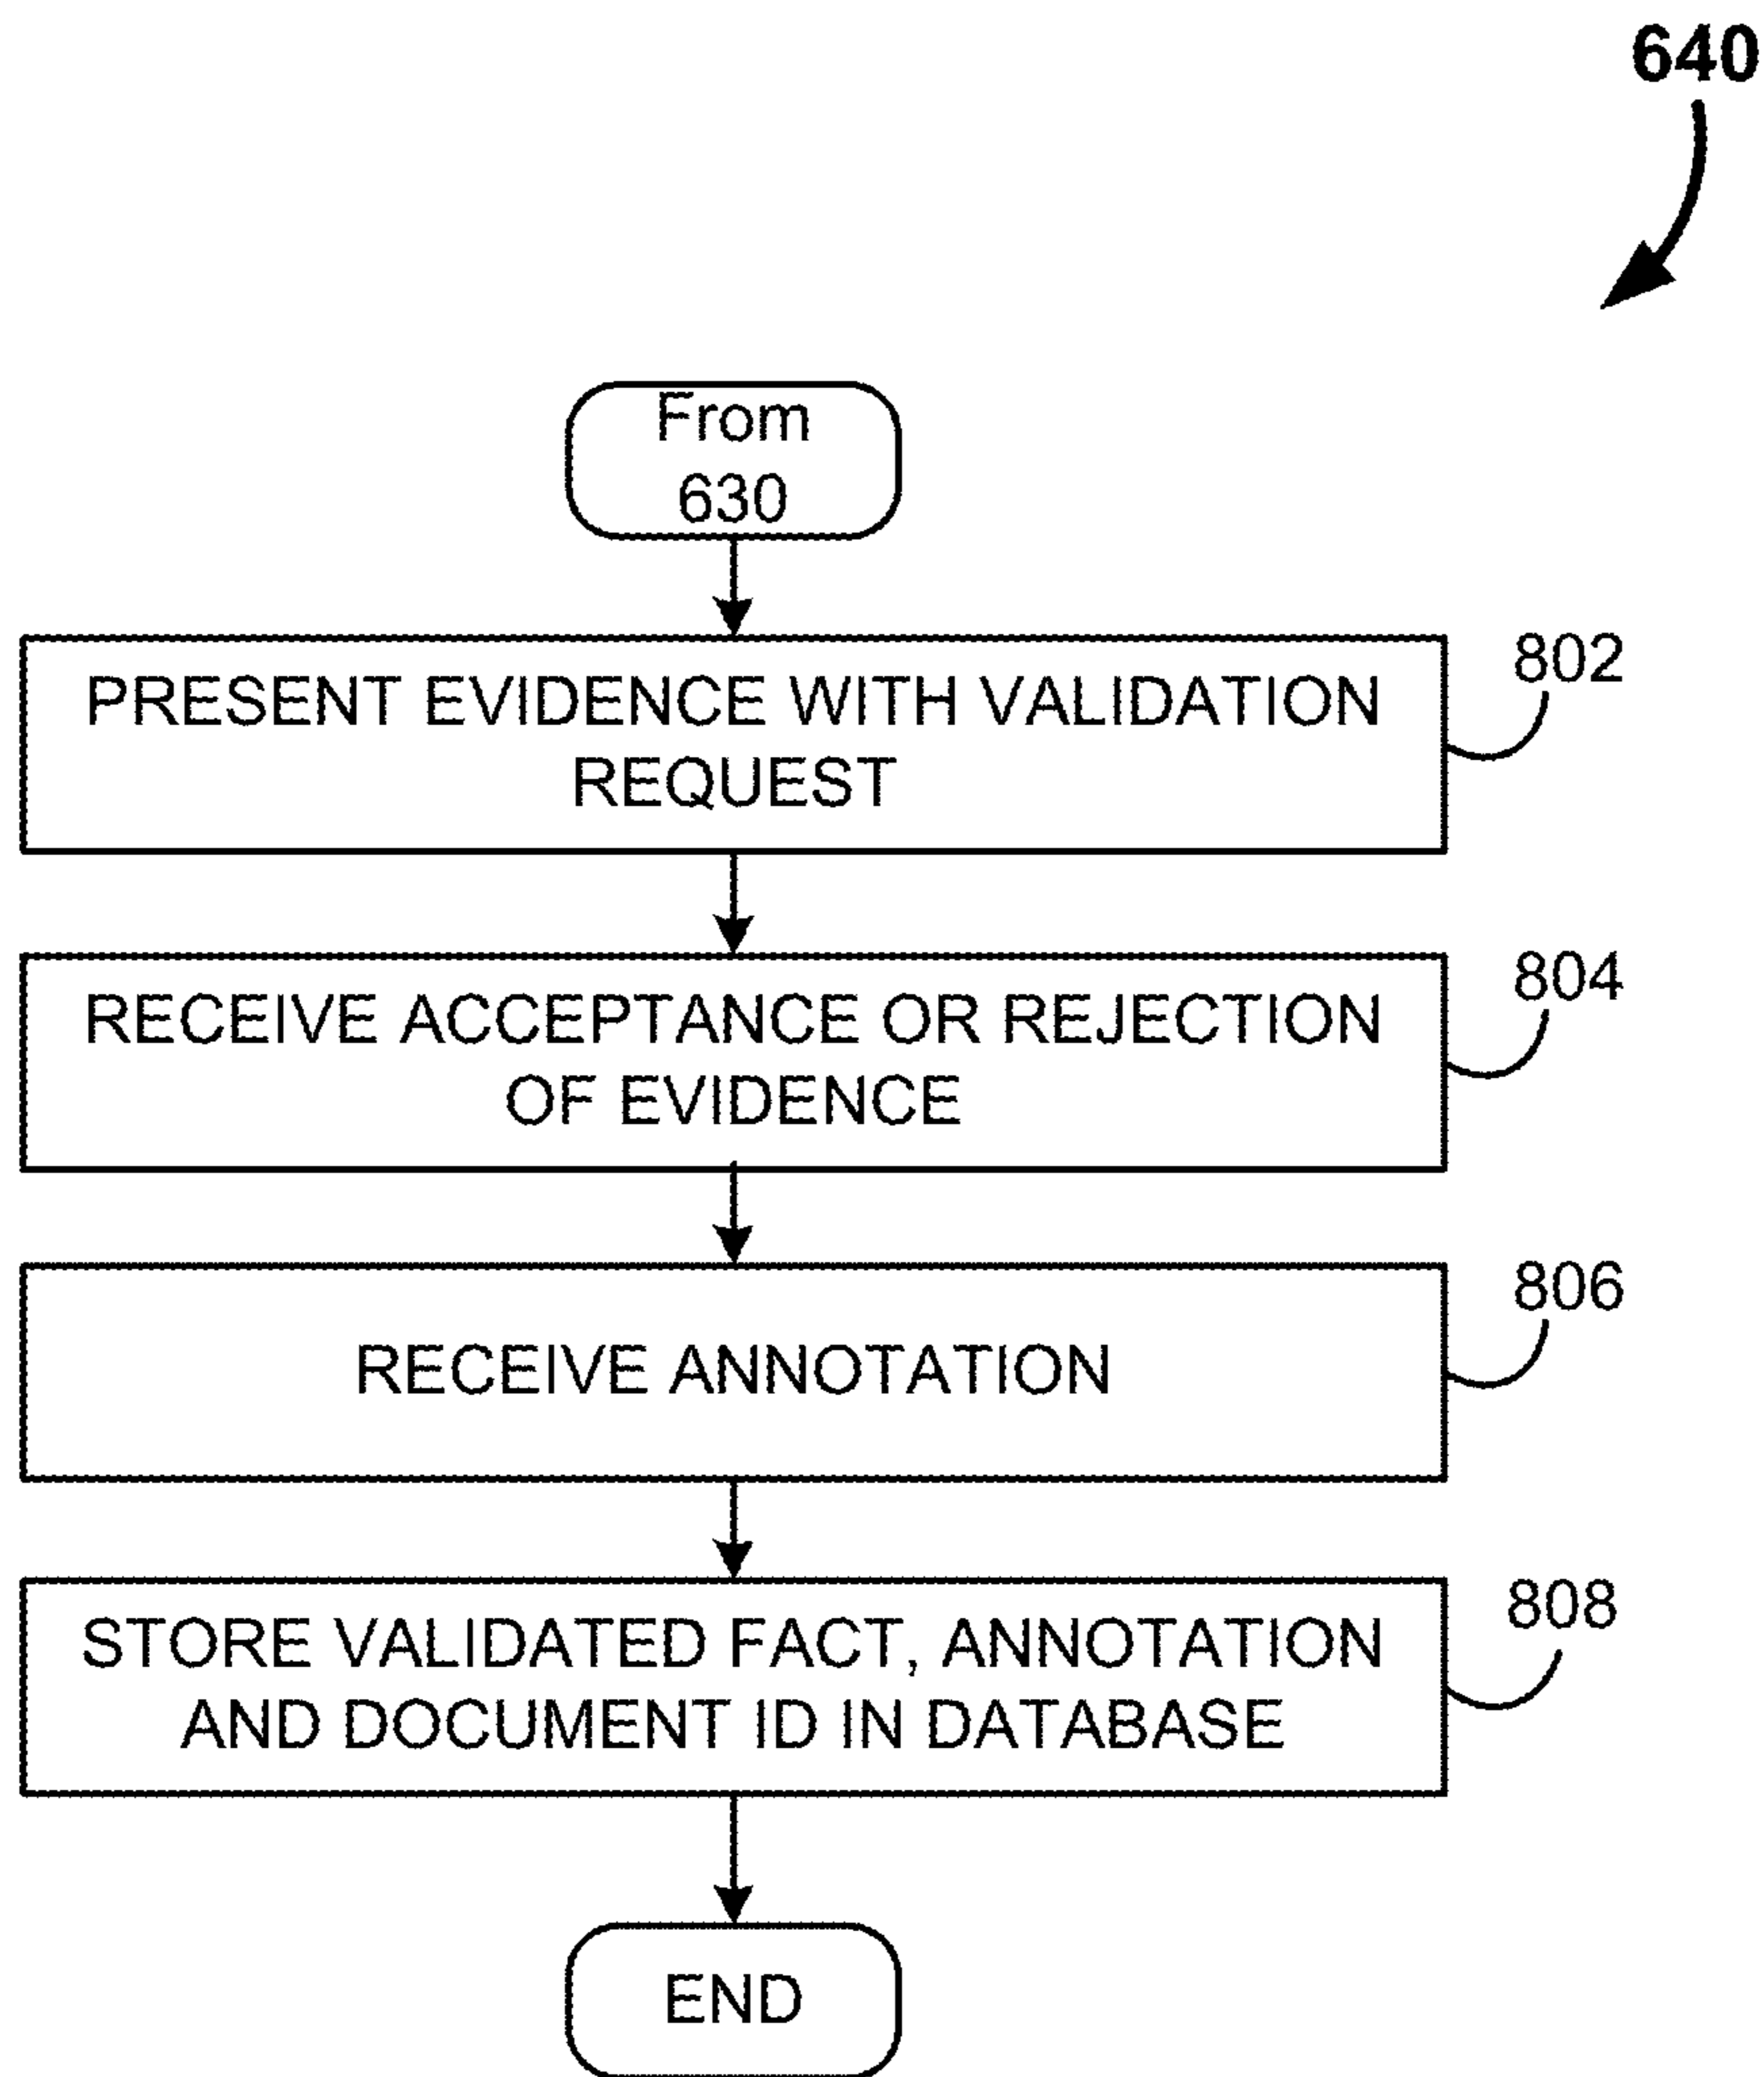 640
From
630
PRESENT EVIDENCE WITH VALIDATION
REQUEST
802
RECEIVE ACCEPTANCE OR REJECTION
OF EVIDENCE
804
RECEIVE ANNOTATION
806
STORE VALIDATED FACT, ANNOTATION
AND DOCUMENT ID IN DATABASE
808
END